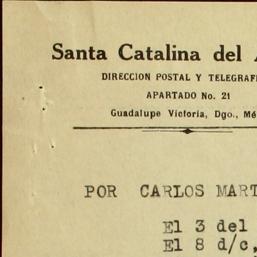 Santa Catalina del A
DIRECCION POSTAL Y TELEGRAFI
APARTADO No. 21
Guadalupe Victoria, Dgo., Mé
POR CARLOS MART
El 3 del
El 8 d/c,